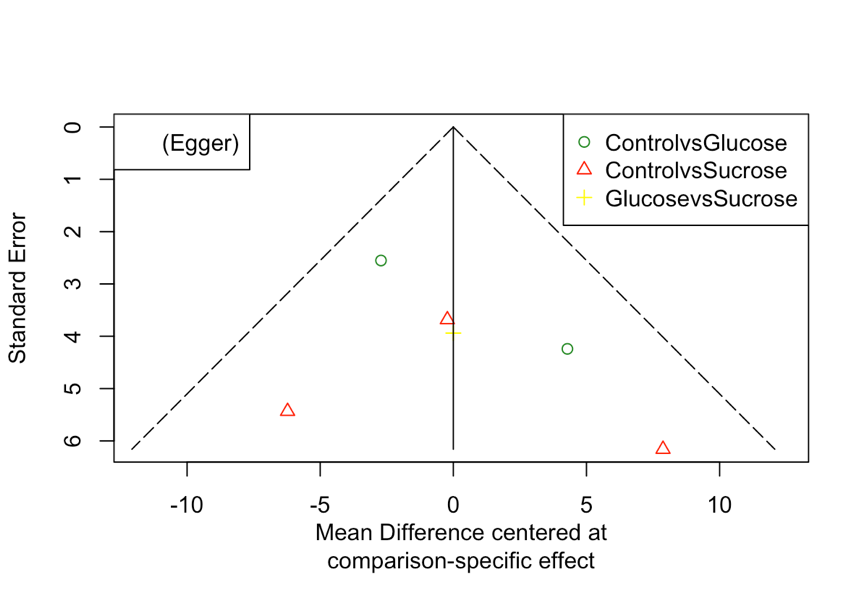 (Egger)
ControlvsGlucose
ControlvsSucrose
GlucosevsSucrose
Standard Error
0
1
2
3
4
5
6
-10
-5
0
5
10
Mean Difference centered at
comparison-specific effect